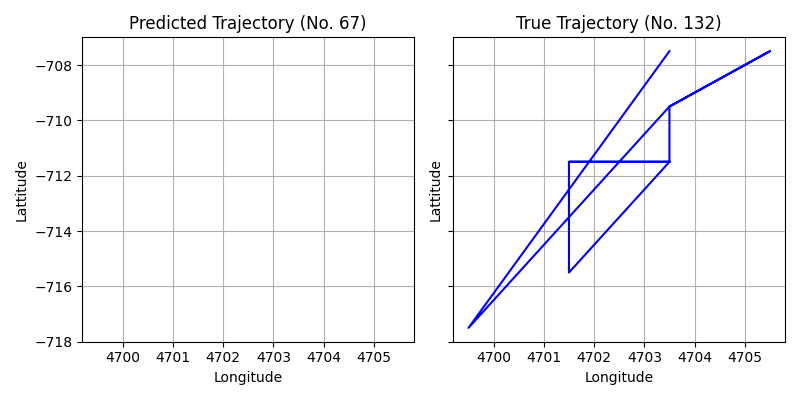 Predicted Trajectory (No. 67)
True Trajectory (No. 132)
−708
−710
−712
−714
−716
−718
Lattitude
Lattitude
4700 4701 4702 4703 4704 4705
4700 4701 4702 4703 4704 4705
Longitude
Longitude